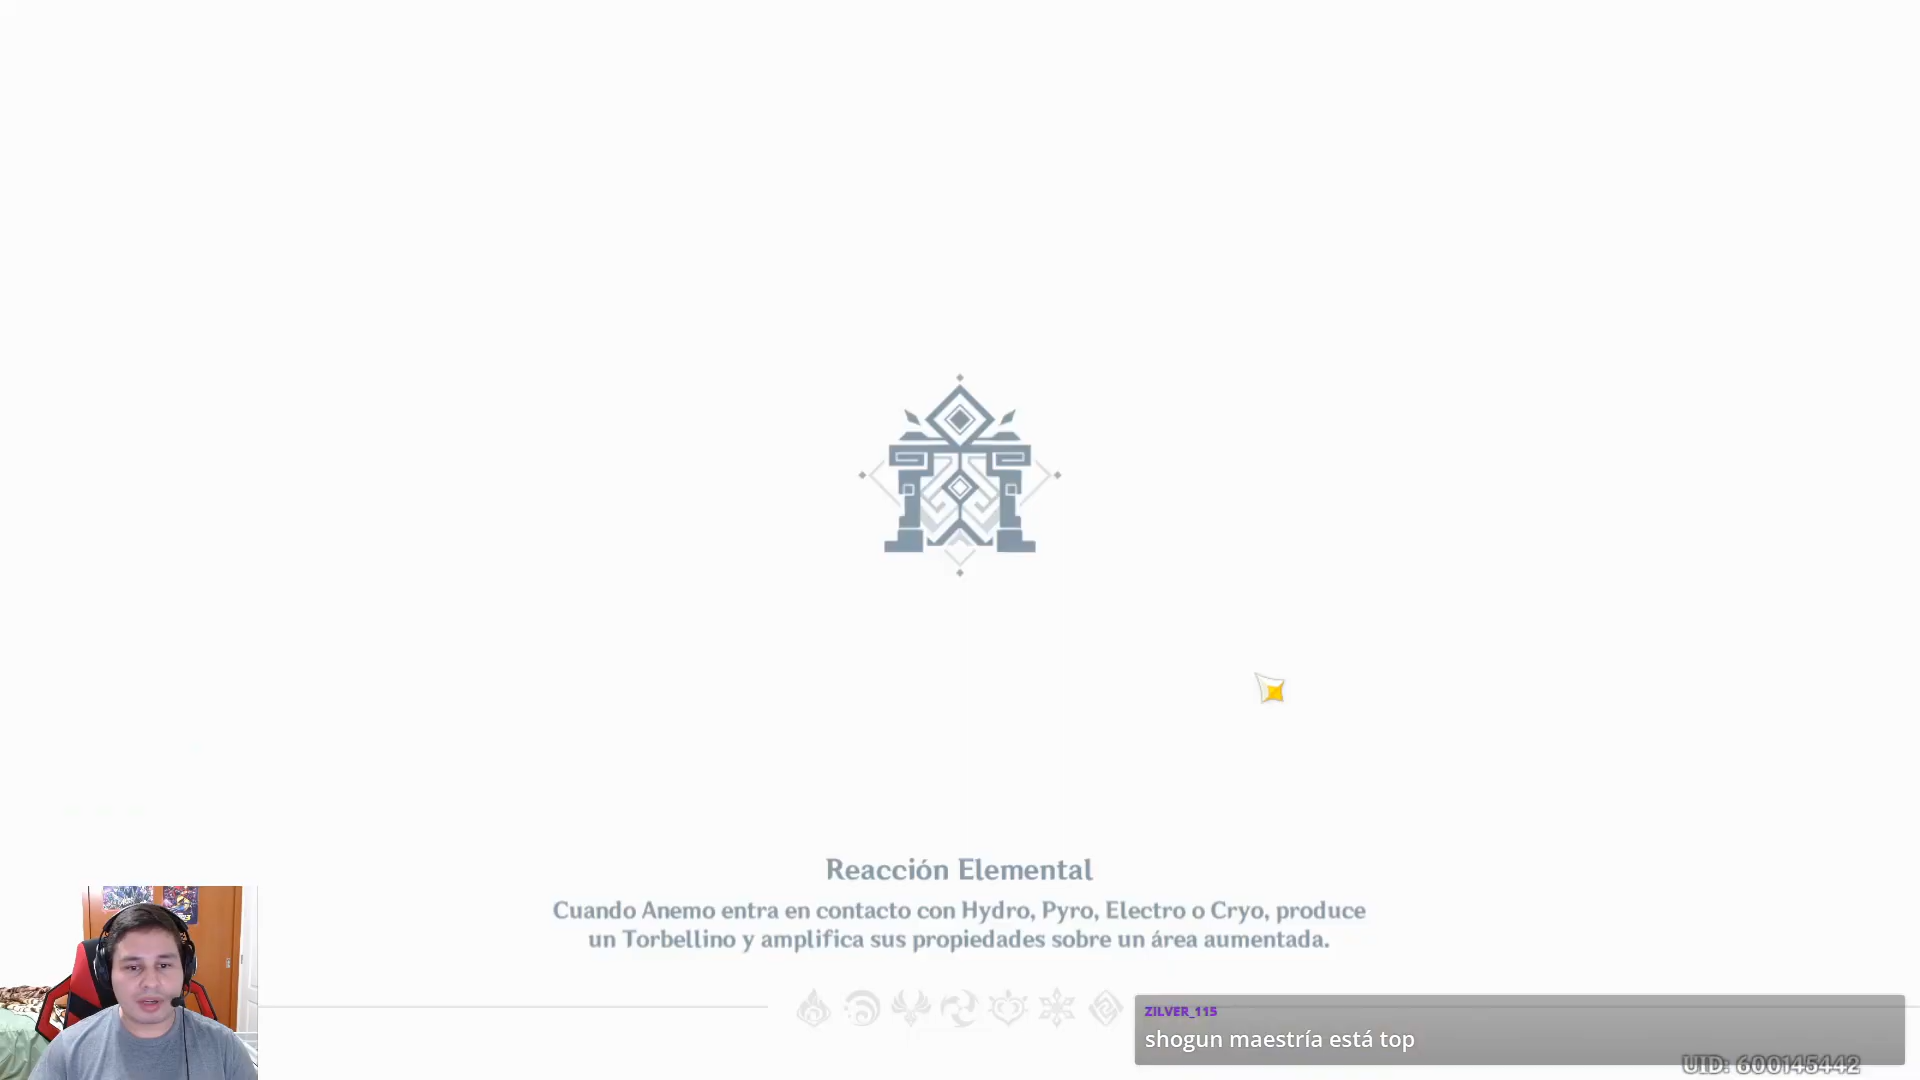 Reacción Elemental
Cuando Anemo entra en contacto con Hydro, Pyro, Electro o Cryo, produce
un Torbellino y amplifica sus propiedades sobre un área aumentada.
ZILVER_115
shogun maestría está top
UID: 600145442